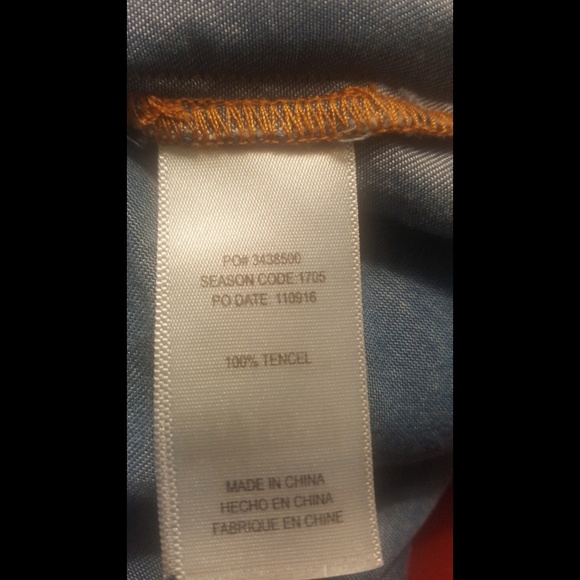 PO# 3438500
SEASON CODE:1705
PO DATE: 110916
100% TENCEL
MADE IN CHINA
HECHO EN CHINA
FABRIQUE EN CHINE